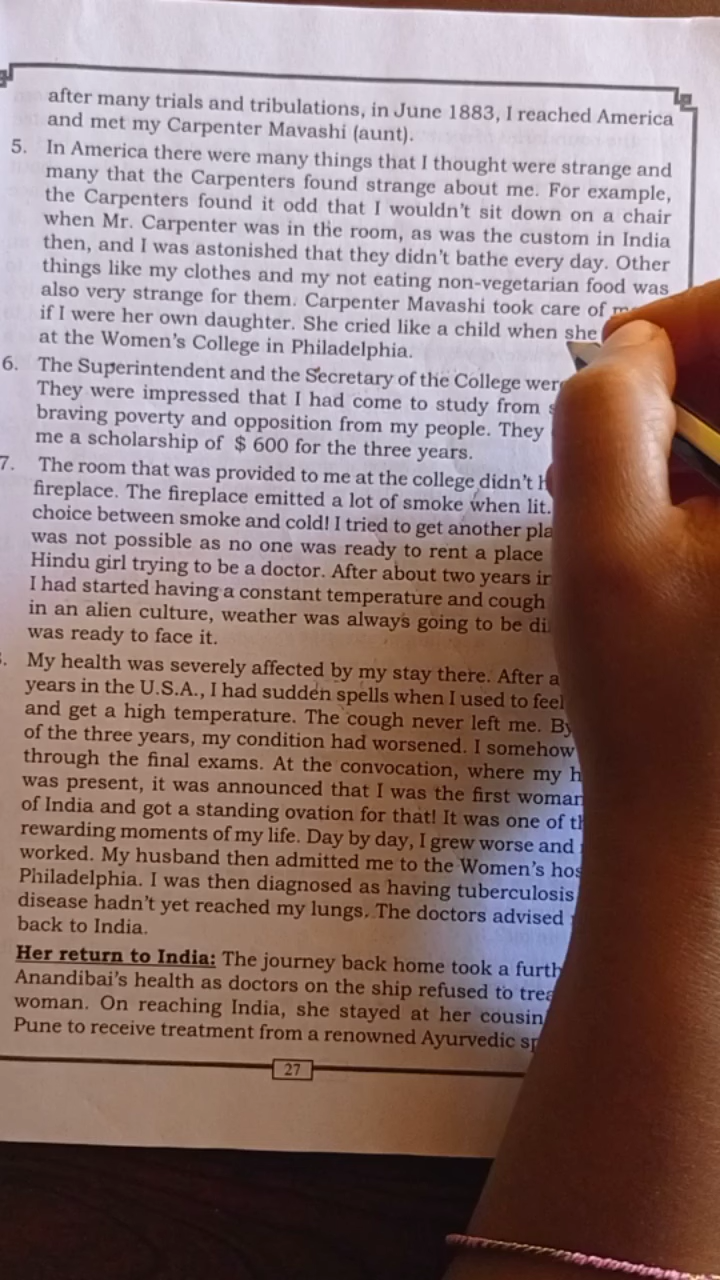 after many trials and tribulations, in June 1883, I reached America
and met my Carpenter Mavashi (aunt).
5. In America there were many things that I thought were strange and
many that the Carpenters found strange about me. For example,
the Carpenters found it odd that I wouldn't sit down on a chair
when Mr. Carpenter was in the room, as was the custom in India
then, and I was astonished that they didn't bathe every day. Other
things like my clothes and my not eating non-vegetarian food was
also very strange for them. Carpenter Mavashi took care of
if I were her own daughter. She cried like a child when she
at the Women's College in Philadelphia.
6. The Superintendent and the Secretary of the College
They were impressed that I had come to study from
braving poverty and opposition from my people. They
me a scholarship of $ 600 for the three years.
7. The room that was provided to me at the college didn't
fireplace. The fireplace emitted a lot of smoke when lit.
choice between smoke and cold! I tried to get another
was not possible as no one was ready to rent a place
Hindu girl trying to be a doctor. After about two years
I had started having a constant temperature and cough
in an alien culture, weather was always going to be
was ready to face it.
My health was severely affected by my stay there. After
years in the U.S.A., I had sudden spells when I used to feel
and get a high temperature. The cough never left me. By
of the three years, my condition had worsened. I somehow
through the final exams. At the convocation, where my
was present, it was announced that I was the first woman
of India and got a standing ovation for that! It was one of
rewarding moments of my life. Day by day, I grew worse and
worked. My husband then admitted me to the Women's
Philadelphia. I was then diagnosed as having tuberculosis
disease hadn't yet reached my lungs. The doctors advised
back to India.
Her return to India: The journey back home took a
Anandibai's health as doctors on the ship refused to
woman. On reaching India, she stayed at her
Pune to receive treatment from a renowned Ayurvedic
27